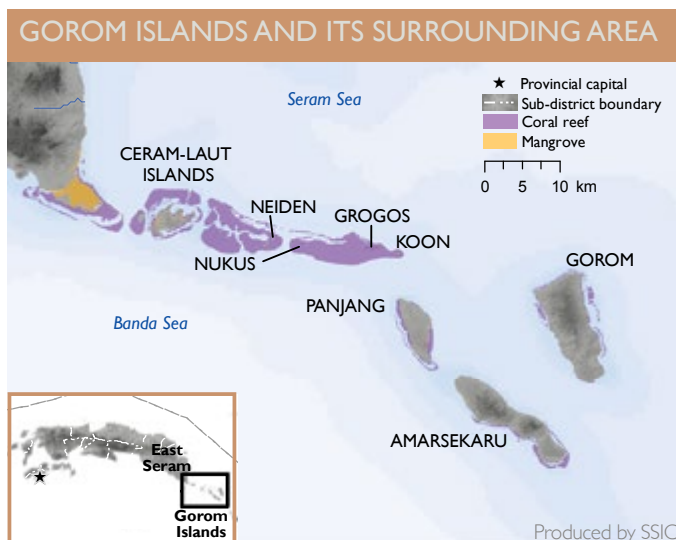 GOROM ISLANDS AND ITS SURROUNDING AREA
Seram Sea
Provincial capital
Sub-district boundary
Coral reef
Mangrove
0 5 10 km
CERAM-LAUT
ISLANDS
NEIDEN
GROGOS
KOON
NUKUS
GOROM
PANJANG
Banda Sea
AMARSEKARU
East
Seram
Gorom
Islands
Produced by SSIC